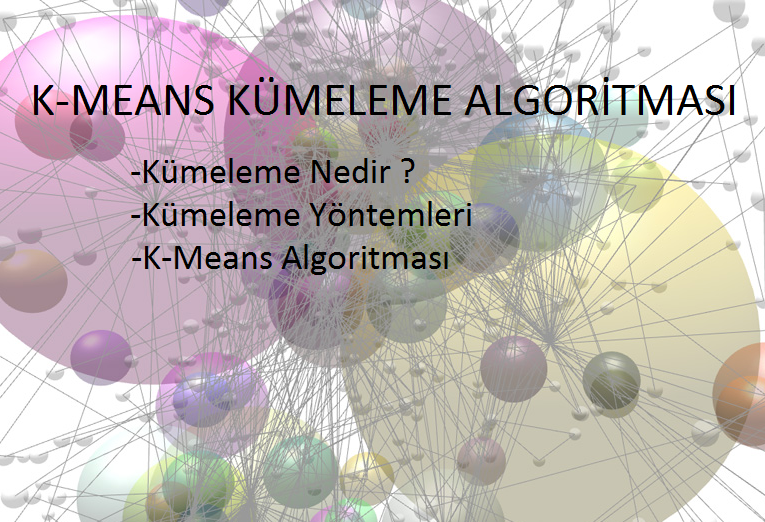 K-MEANS KÜMELEME ALGORİTMASI
-Kümeleme Nedir ?
-Kümeleme Yöntemleri
-K-Means Algoritması